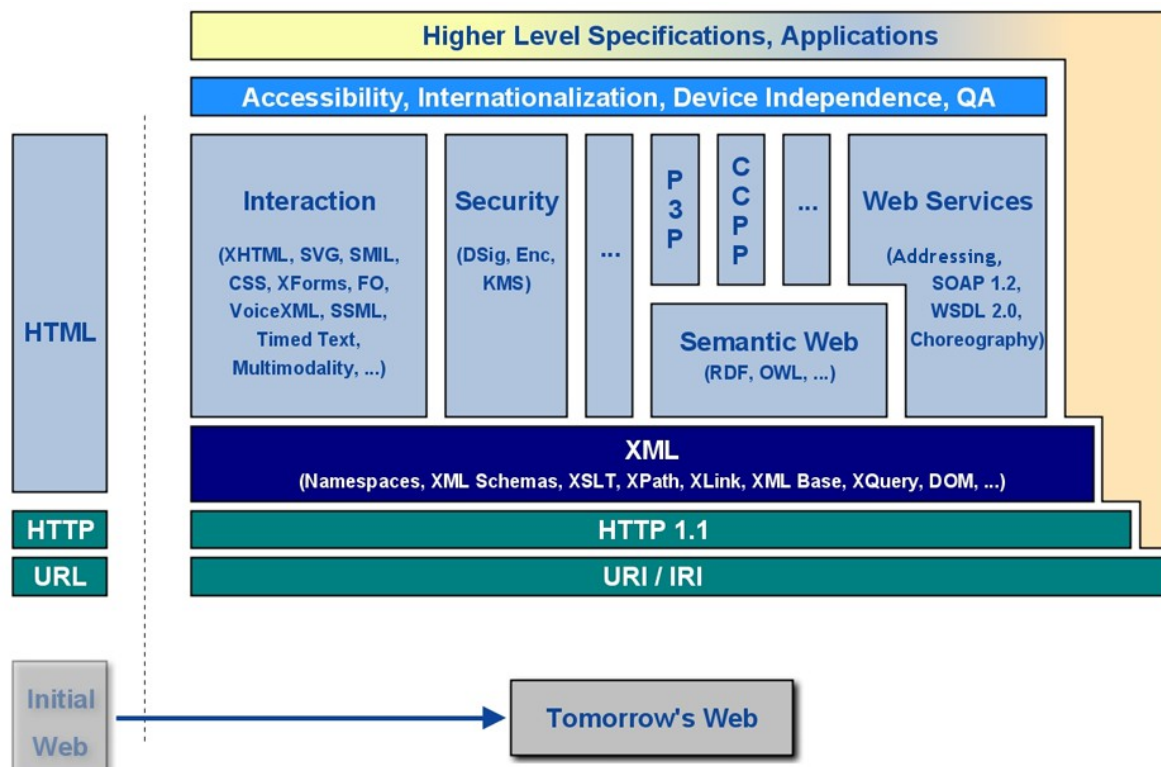 Higher Level Specifications, Applications
Accessibility, Internationalization, Device Independence, QA
HTML
Interaction
(XHTML, SVG, SMIL,
CSS, XForms, FO,
VoiceXML, SSML,
Timed Text,
Multimodality, ...)
Security
(DSig, Enc,
KMS)
...
P3P
CCPP
...
Web Services
(Addressing,
SOAP 1.2,
WSDL 2.0,
Choreography)
Semantic Web
(RDF, OWL, ...)
XML
(Namespaces, XML Schemas, XSLT, XPath, XLink, XML Base, XQuery, DOM, ...)
HTTP
HTTP 1.1
URL
URI / IRI
Initial
Web
Tomorrow's Web